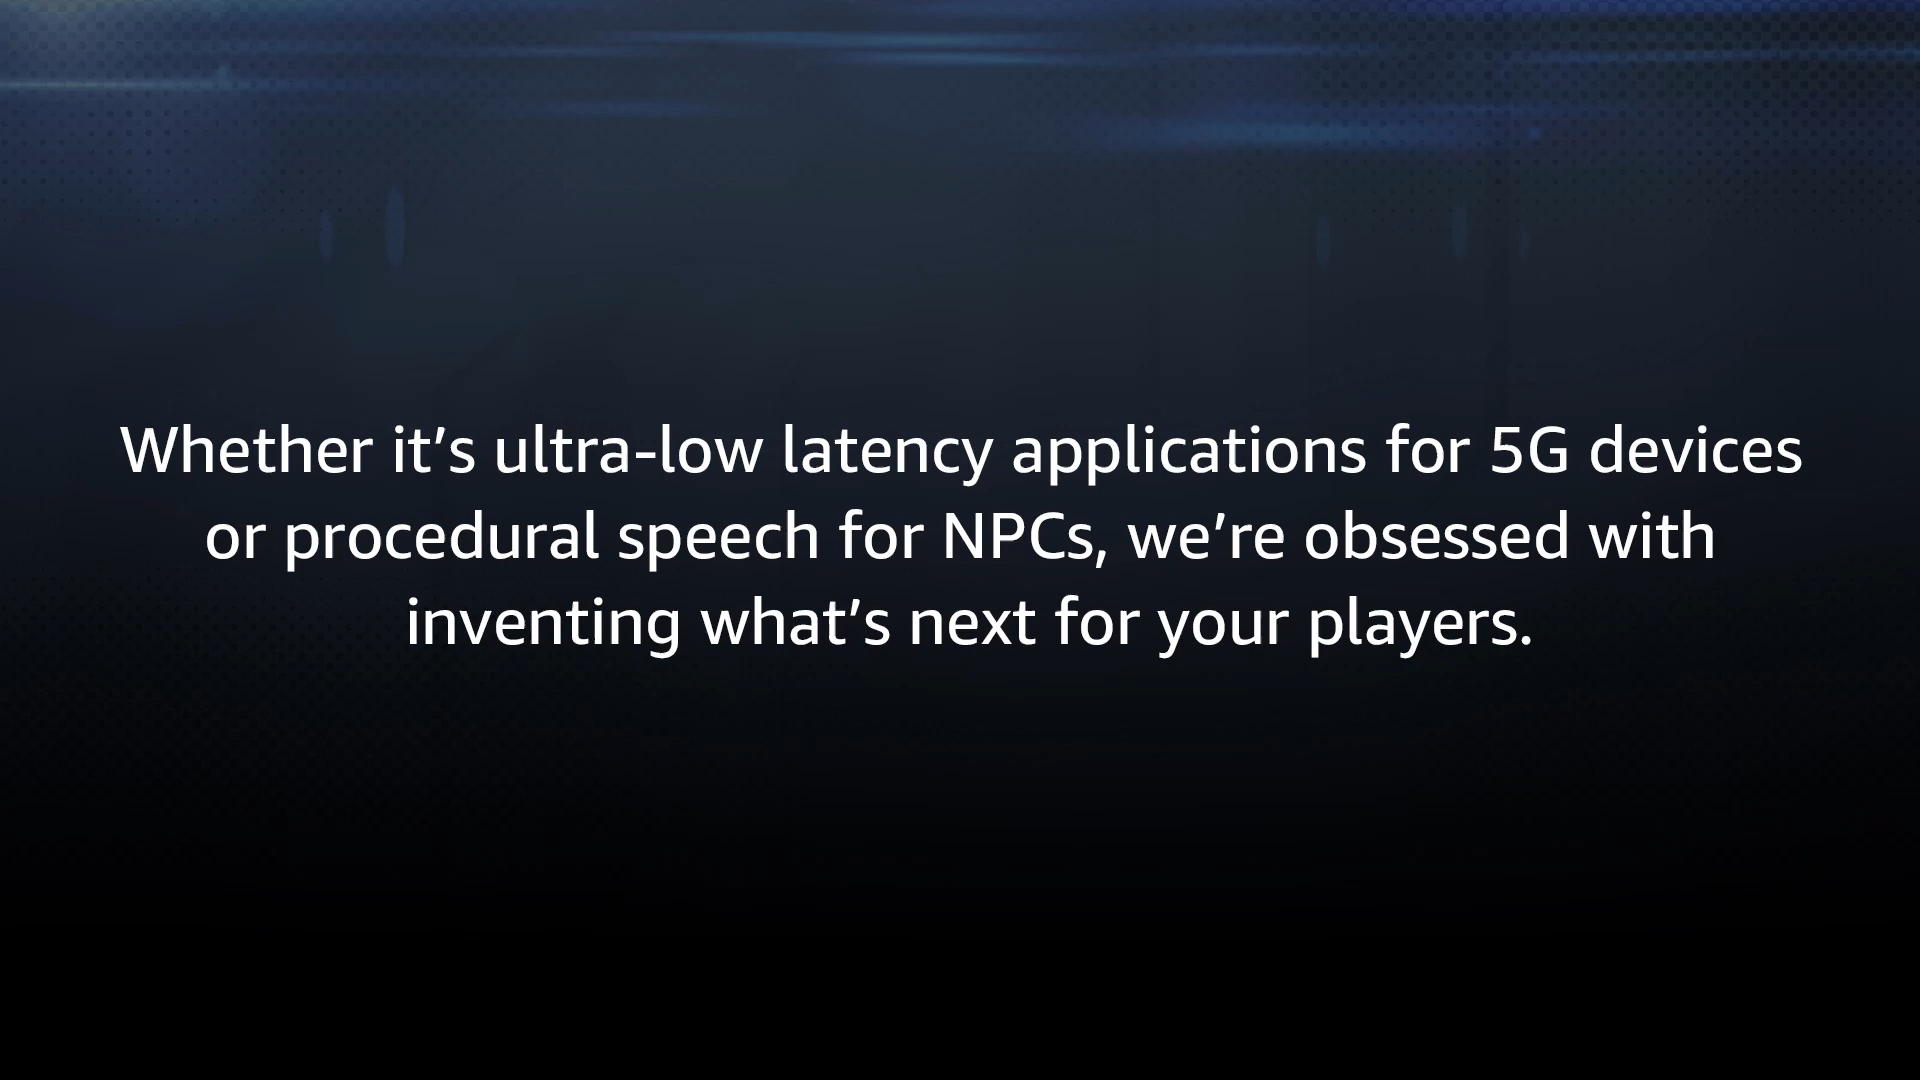 Whether it’s ultra-low latency applications for 5G devices
or procedural speech for NPCs, we’re obsessed with
inventing what’s next for your players.